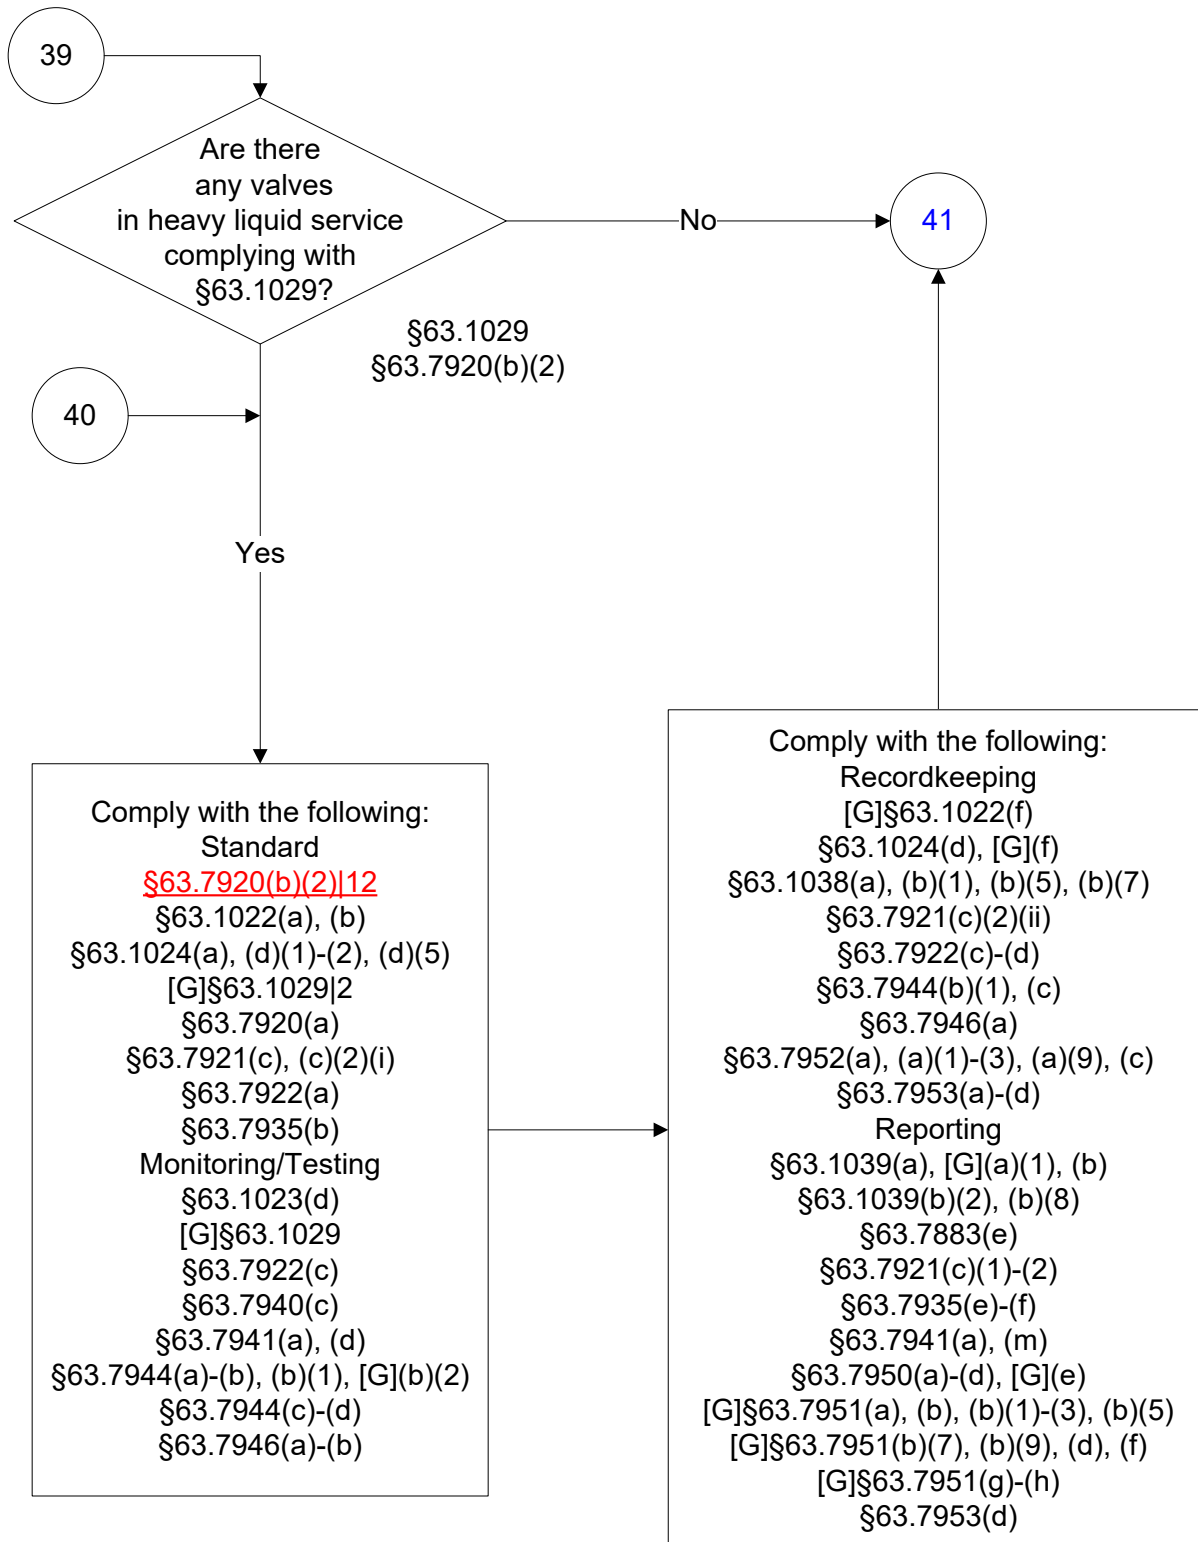 39
Are there
any valves
in heavy liquid service
complying with
§63.1029?
No
41
§63.1029
§63.7920(b)(2)
40
Yes
Comply with the following:
Standard
§63.7920(b)(2)|12
§63.1022(a), (b)
§63.1024(a), (d)(1)-(2), (d)(5)
[G]§63.1029|2
§63.7920(a)
§63.7921(c), (c)(2)(i)
§63.7922(a)
§63.7935(b)
Monitoring/Testing
§63.1023(d)
[G]§63.1029
§63.7922(c)
§63.7940(c)
§63.7941(a), (d)
§63.7944(a)-(b), (b)(1), [G](b)(2)
§63.7944(c)-(d)
§63.7946(a)-(b)
Comply with the following:
Recordkeeping
[G]§63.1022(f)
§63.1024(d), [G](f)
§63.1038(a), (b)(1), (b)(5), (b)(7)
§63.7921(c)(2)(ii)
§63.7922(c)-(d)
§63.7944(b)(1), (c)
§63.7946(a)
§63.7952(a), (a)(1)-(3), (a)(9), (c)
§63.7953(a)-(d)
Reporting
§63.1039(a), [G](a)(1), (b)
§63.1039(b)(2), (b)(8)
§63.7883(e)
§63.7921(c)(1)-(2)
§63.7935(e)-(f)
§63.7941(a), (m)
§63.7950(a)-(d), [G](e)
[G]§63.7951(a), (b), (b)(1)-(3), (b)(5)
[G]§63.7951(b)(7), (b)(9), (d), (f)
[G]§63.7951(g)-(h)
§63.7953(d)